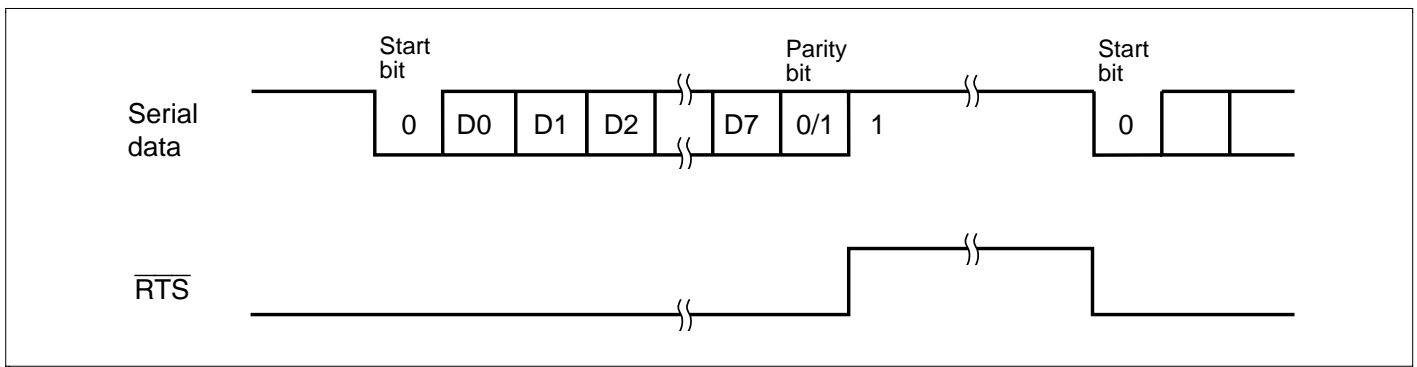 Start
bit
Parity
bit
Start
bit
Serial
data
0 D0 D1 D2 D7 0/1 1 0
RTS